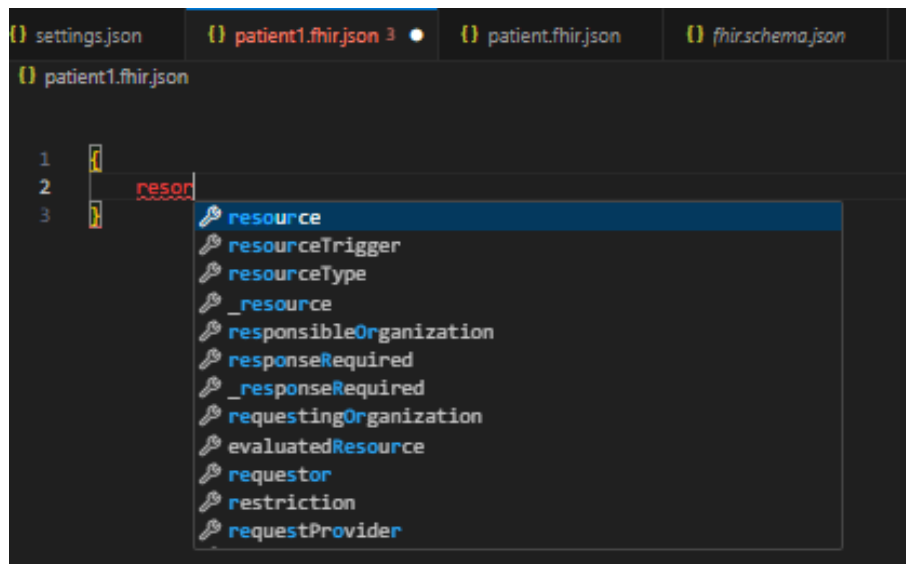 {} settings.json {} patient1.fhir.json 3 ● {} patient.fhir.json {} fhir.schema.json
{} patient1.fhir.json
1 {
2 resor
3 }
resource
resourceTrigger
resourceType
_resource
responsibleOrganization
responseRequired
_responseRequired
requestingOrganization
evaluatedResource
requestor
restriction
requestProvider